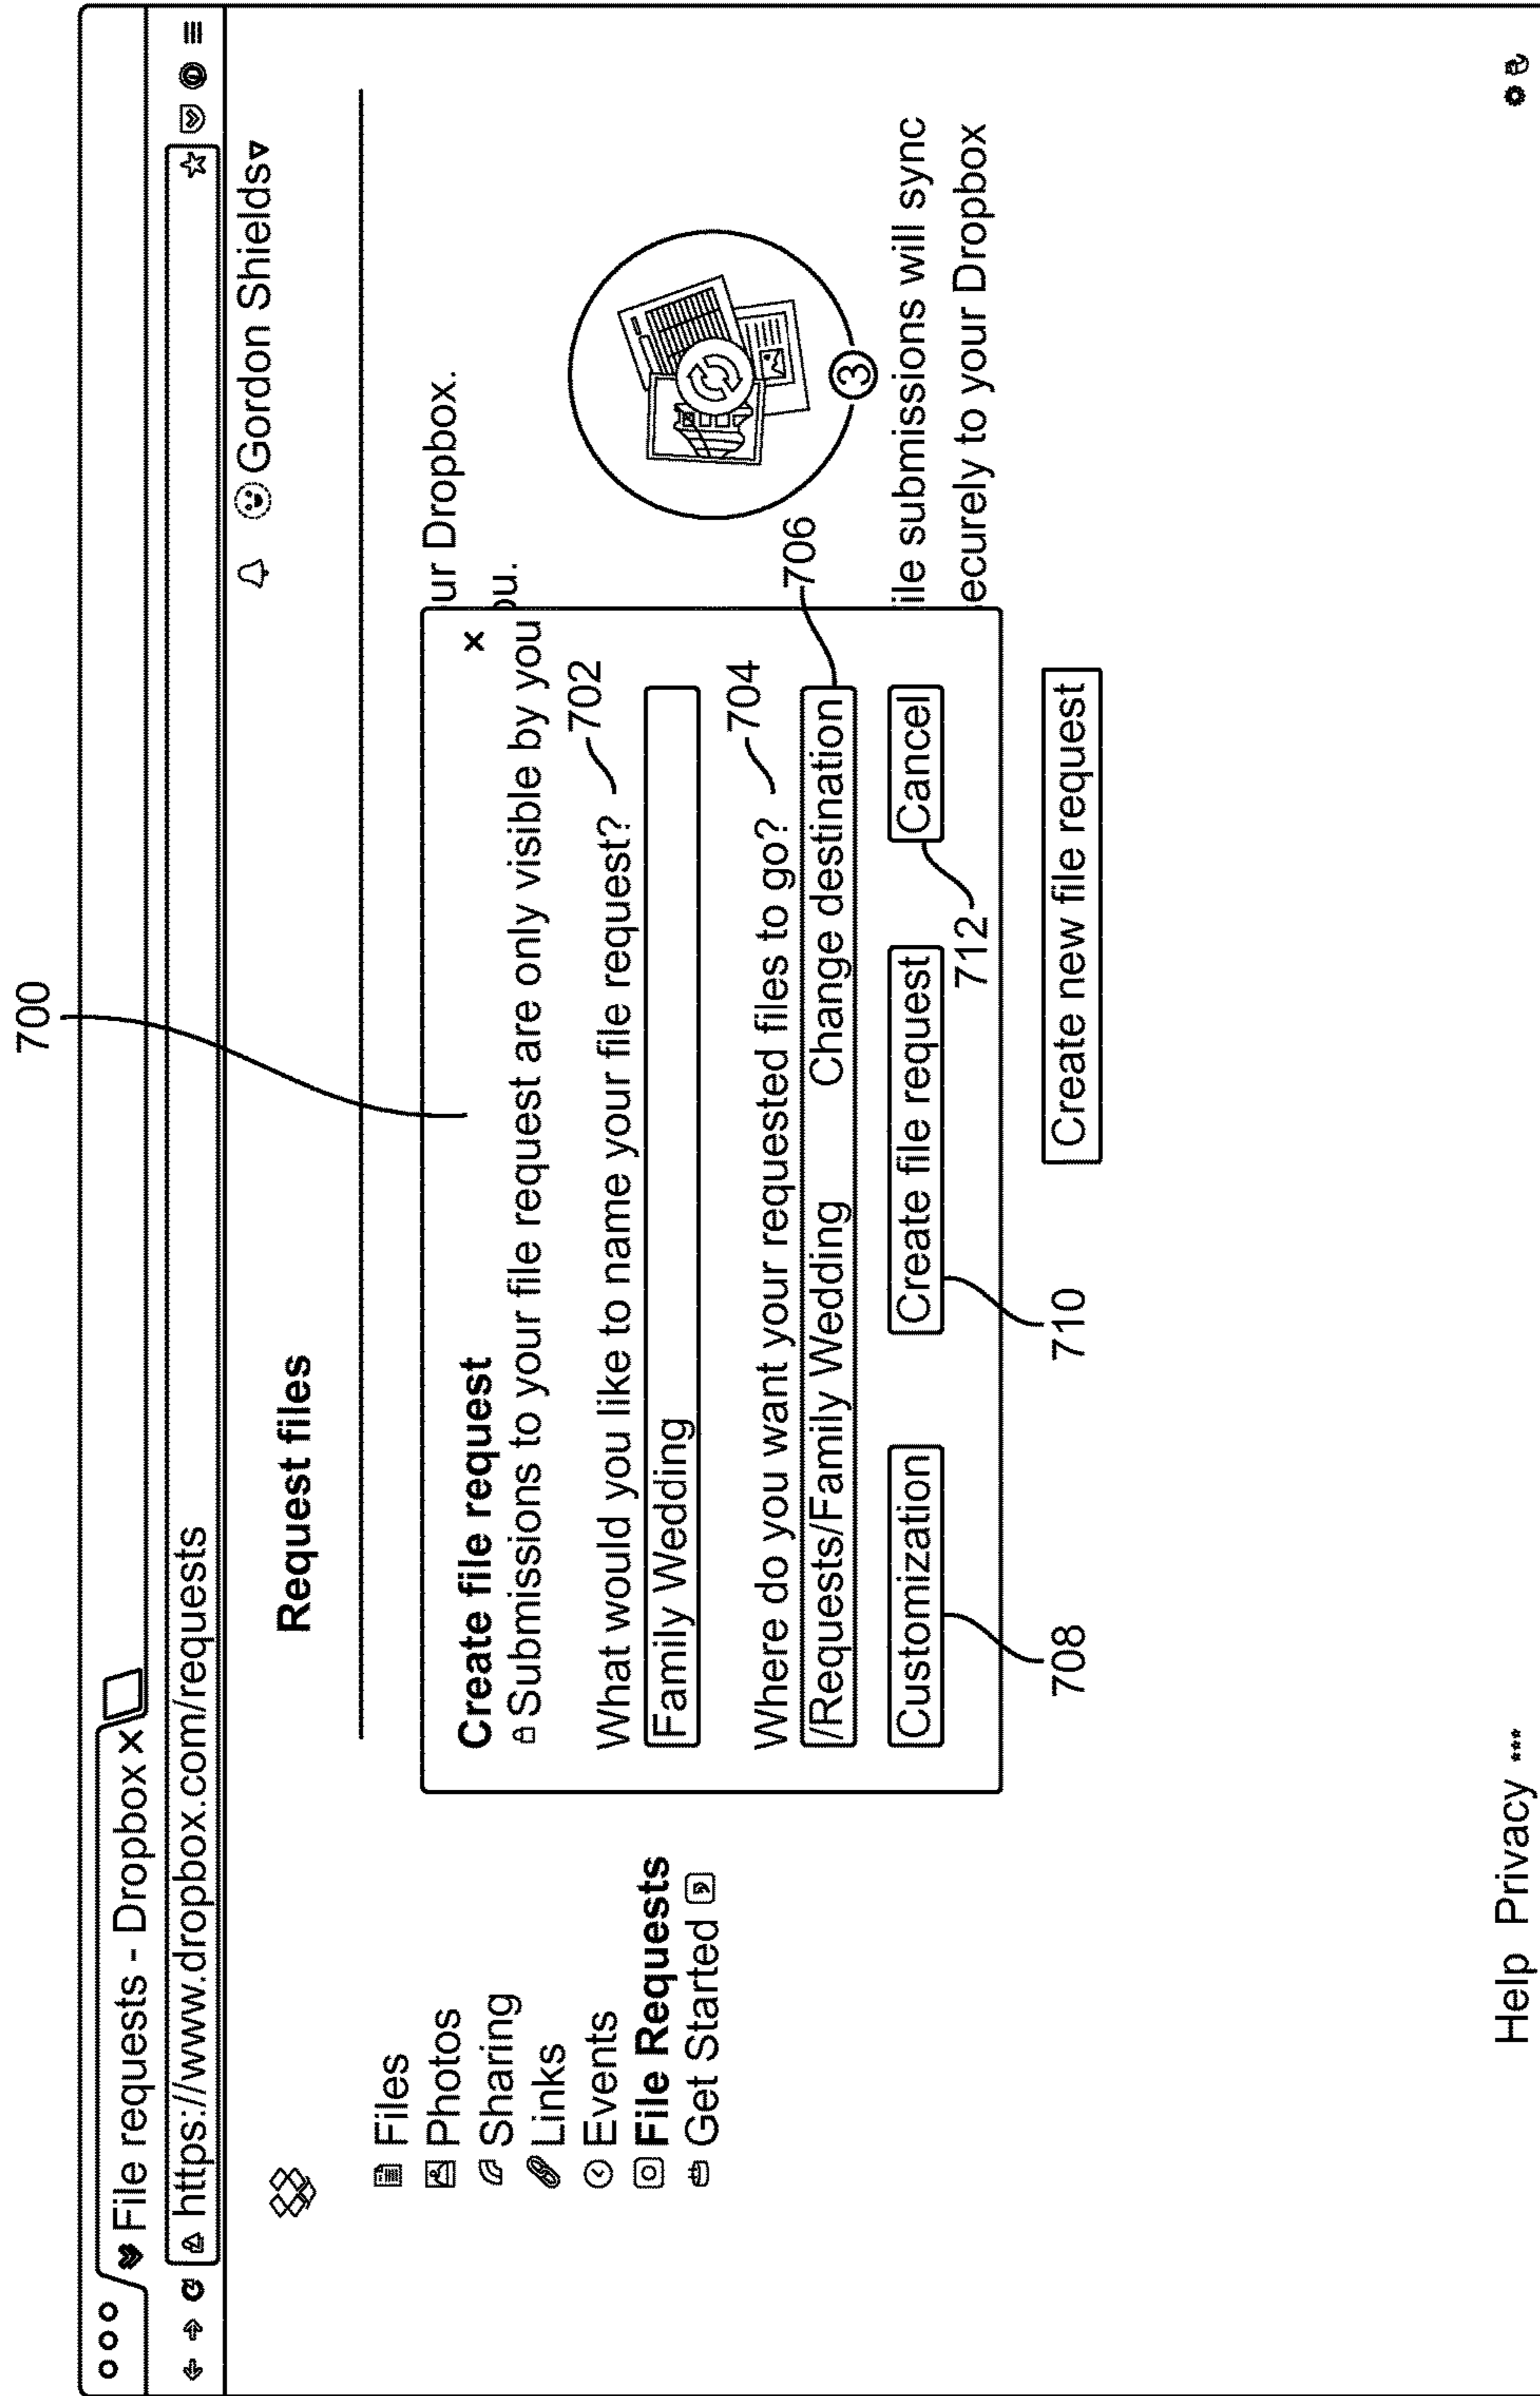 700
File requests - Dropbox X
https://www.dropbox.com/requests
Gordon Shields
Request files
Files
Photos
Sharing
Links
Events
File Requests
Get Started
ur Dropbox.
ou.
Create file request
x
Submissions to your file request are only visible by you
What would you like to name your file request? 702
Family Wedding
Where do you want your requested files to go? 704
/Requests/Family Wedding Change destination
706
Customization Create file request Cancel
708
710
712
3
ile submissions will sync
ecurely to your Dropbox
Create new file request
Help Privacy